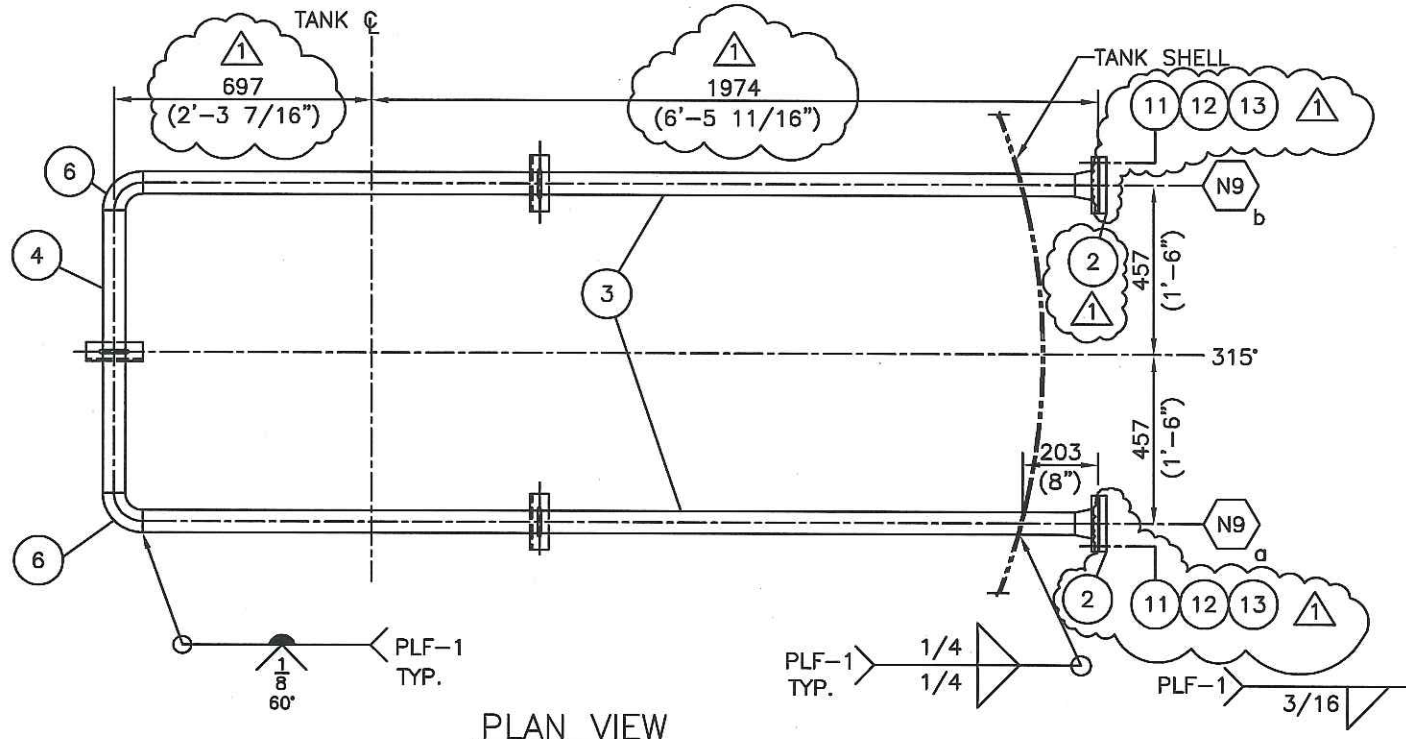 TANK ℄
1
697
(2'-3 7/16")
1
1974
(6'-5 11/16")
TANK SHELL
11 12 13 1
6
N9
b
4
2
1
457
(1'-6")
3
315°
457
(1'-6")
203
(8")
N9
a
6
2
11 12 13 1
PLF-1
TYP.
1/8
60°
PLF-1
TYP.
1/4
1/4
PLF-1
3/16
PLAN VIEW